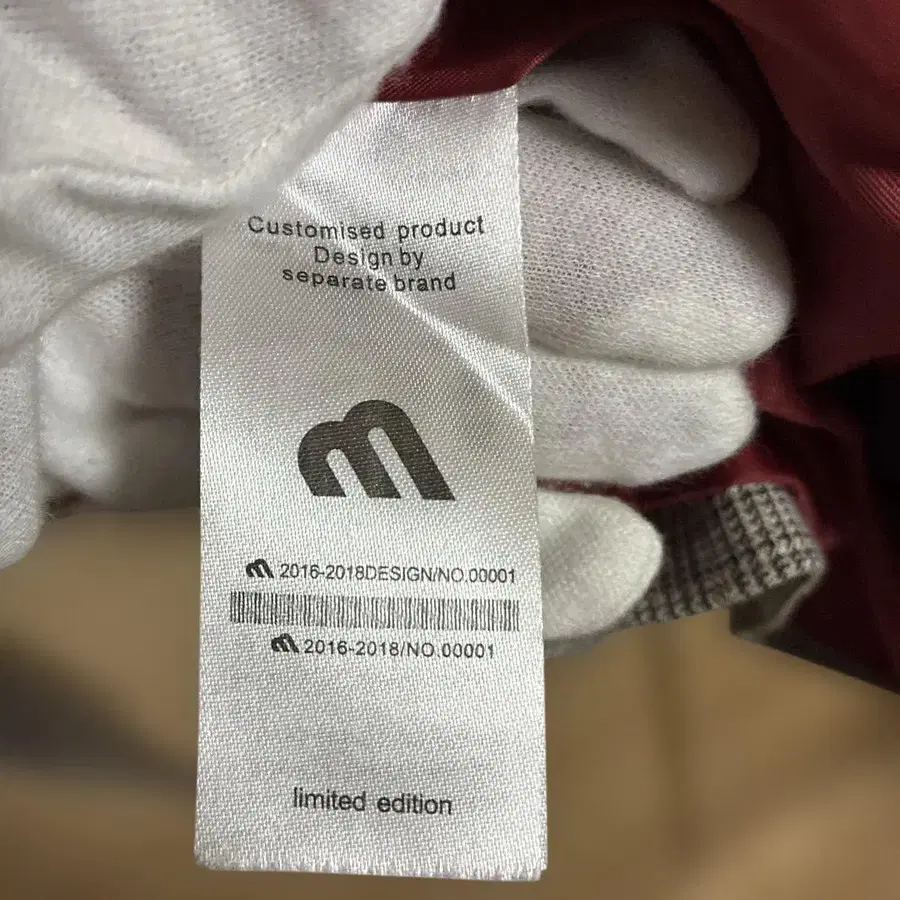 Customised product
Design by
separate brand
m
m 2016-2018DESIGN/NO.00001
m 2016-2018/NO.00001
limited edition